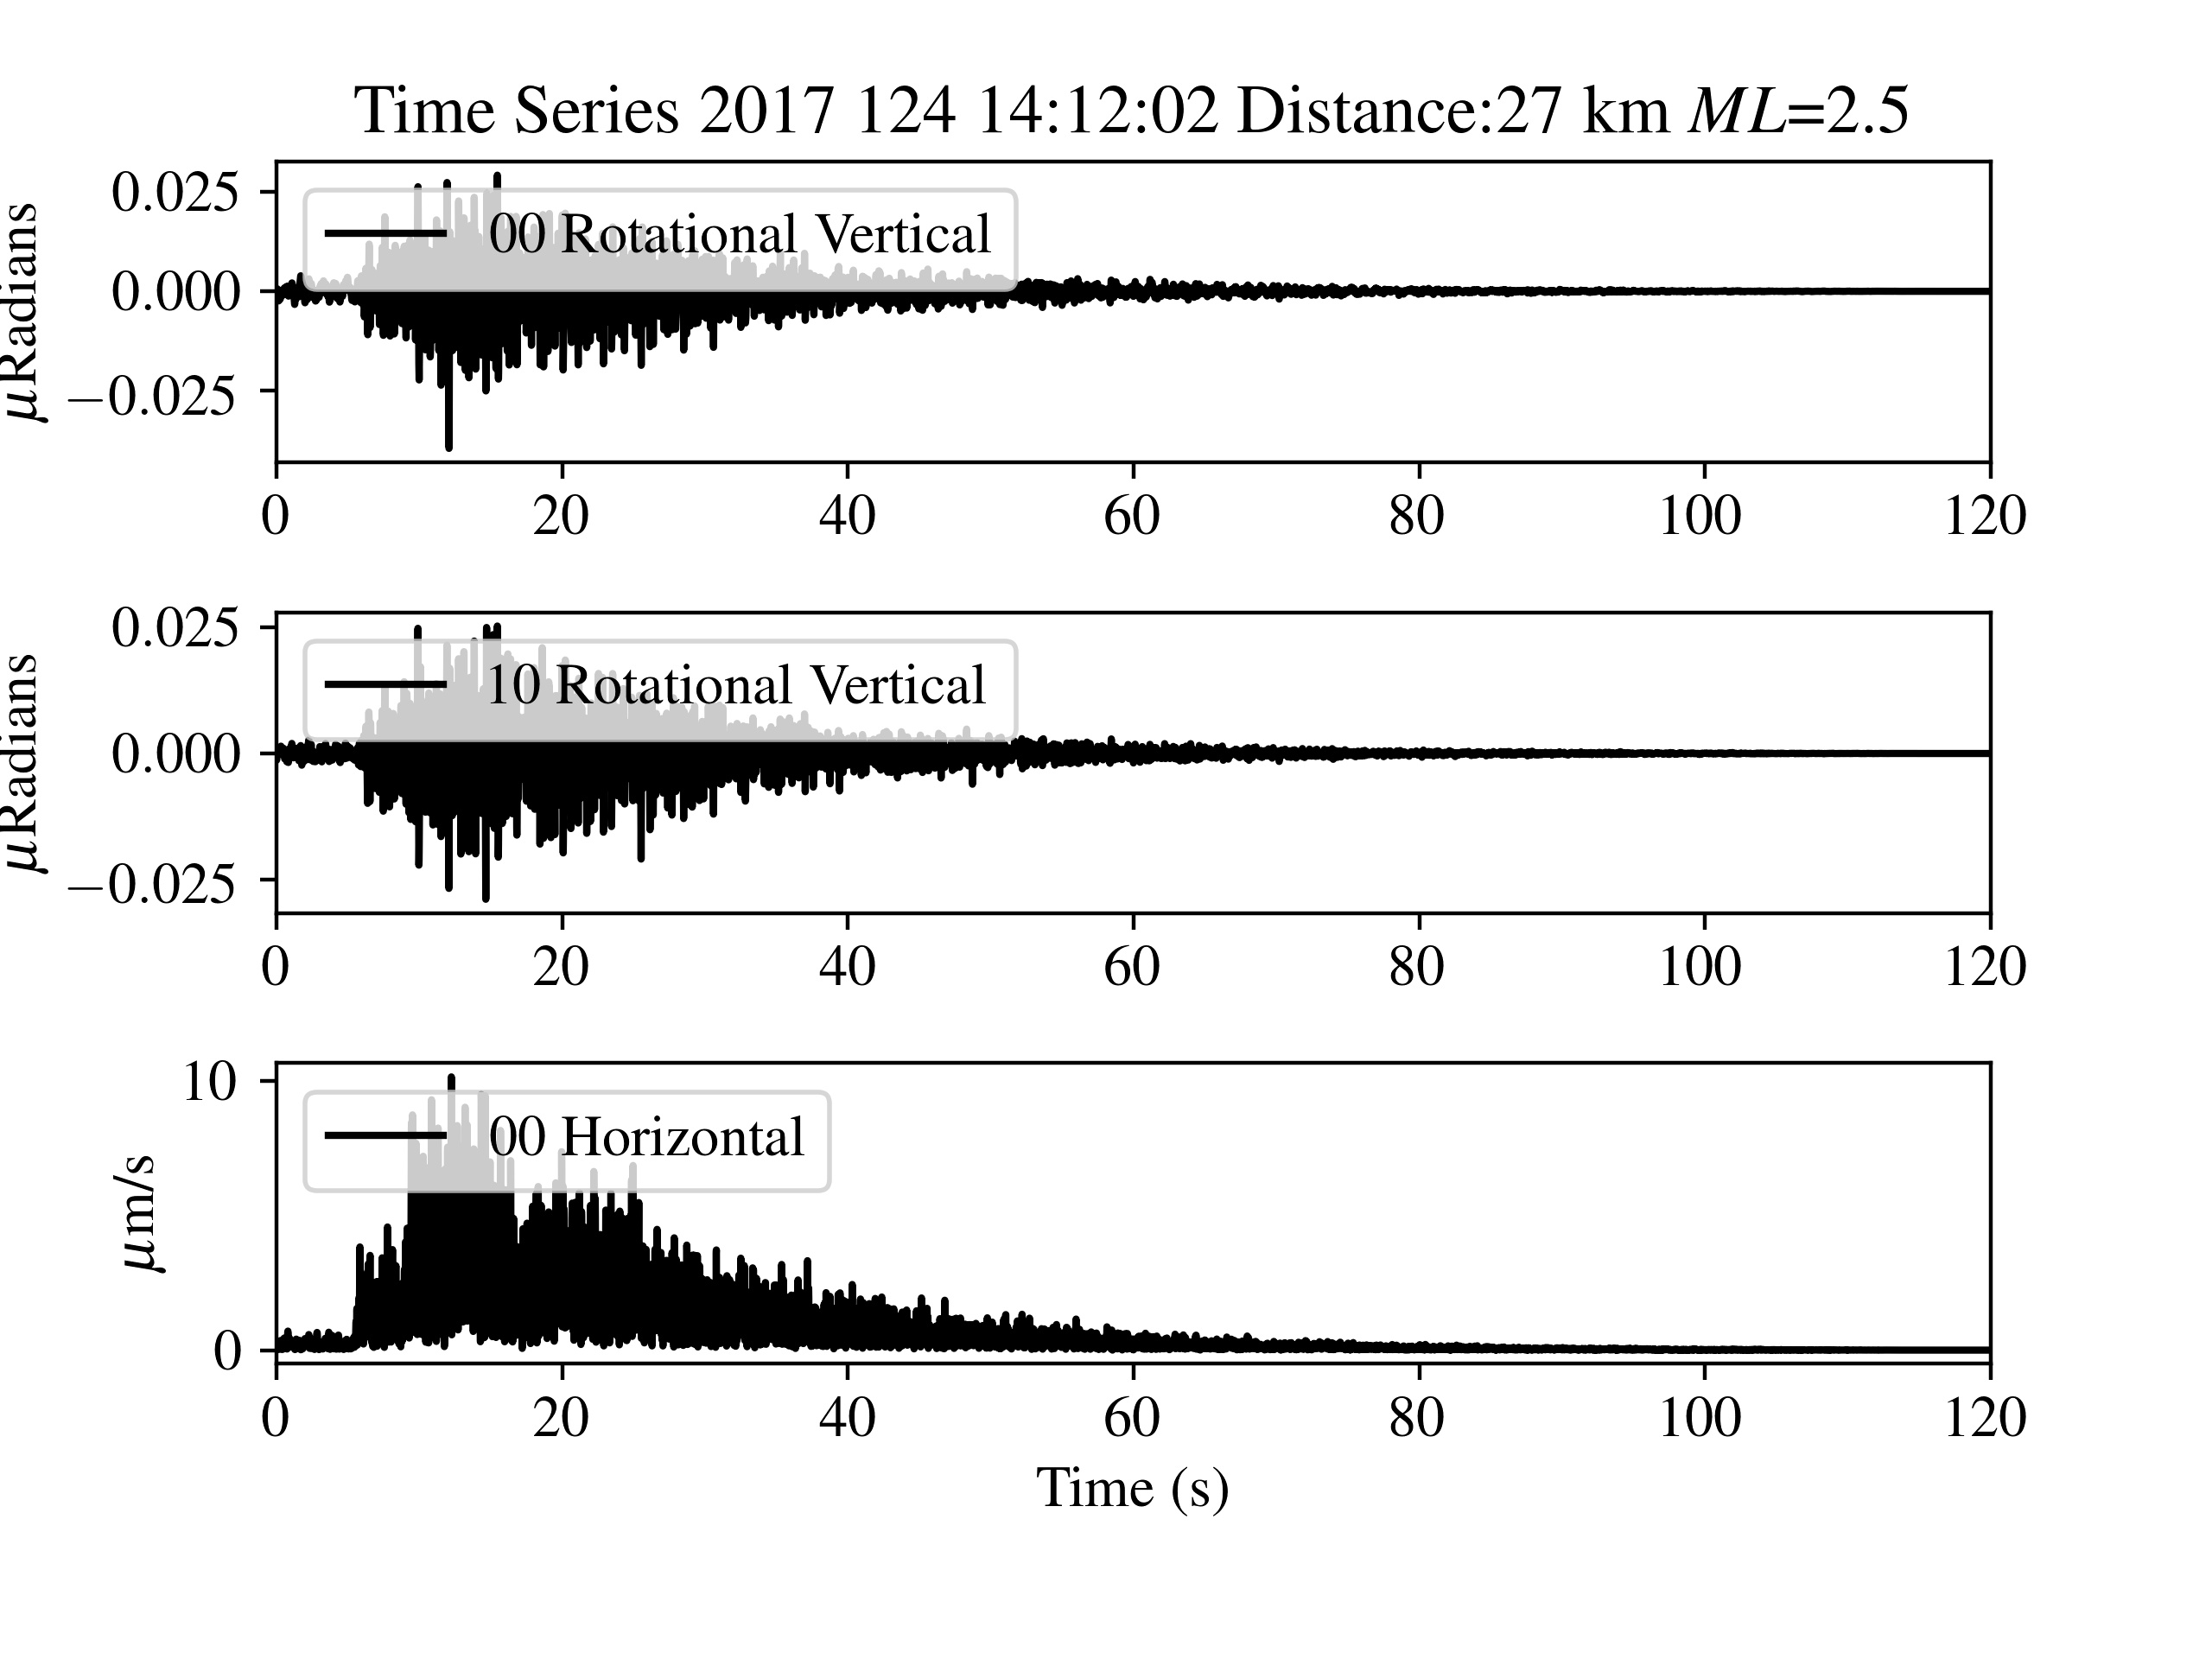 Time Series 2017 124 14:12:02 Distance:27 km ML=2.5
μRadians
0.025
0.000
−0.025
00 Rotational Vertical
0 20 40 60 80 100 120
μRadians
0.025
0.000
−0.025
10 Rotational Vertical
0 20 40 60 80 100 120
μm/s
10
0
00 Horizontal
0 20 40 60 80 100 120
Time (s)